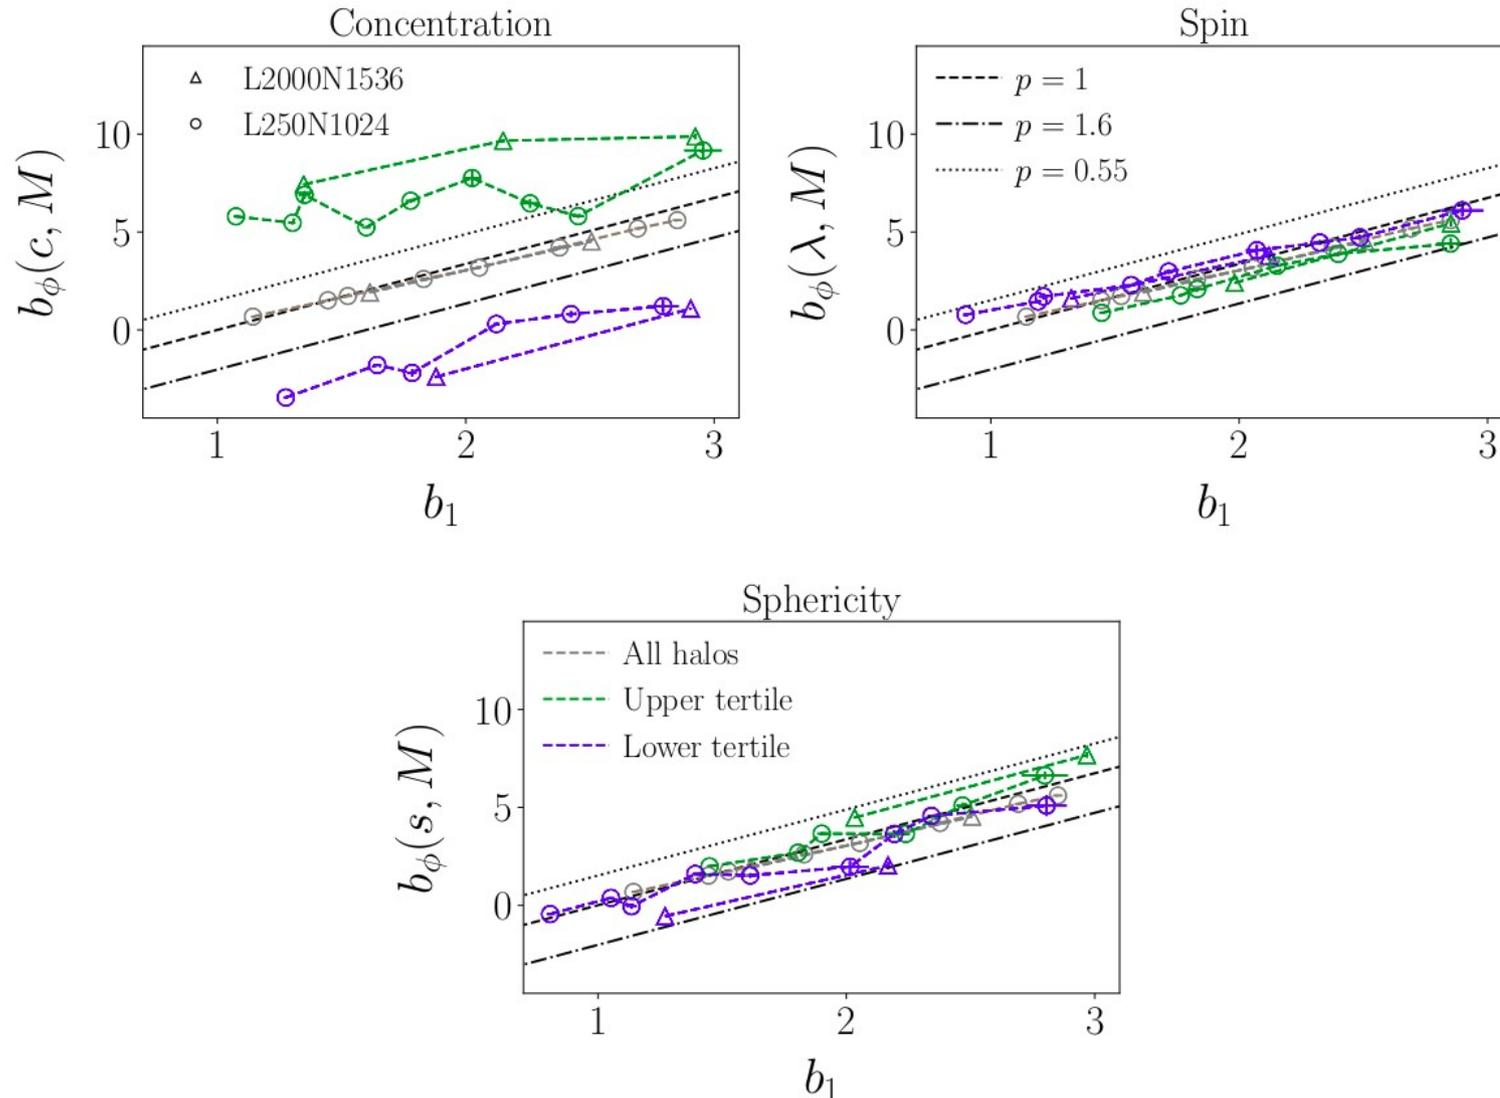 Concentration
△ L2000N1536
○ L250N1024
10
5
0
b_ϕ(c, M)
1 2 3
b_1
Spin
p = 1
p = 1.6
p = 0.55
10
5
0
b_ϕ(λ, M)
1 2 3
b_1
Sphericity
All halos
Upper tertile
Lower tertile
10
5
0
b_ϕ(s, M)
1 2 3
b_1